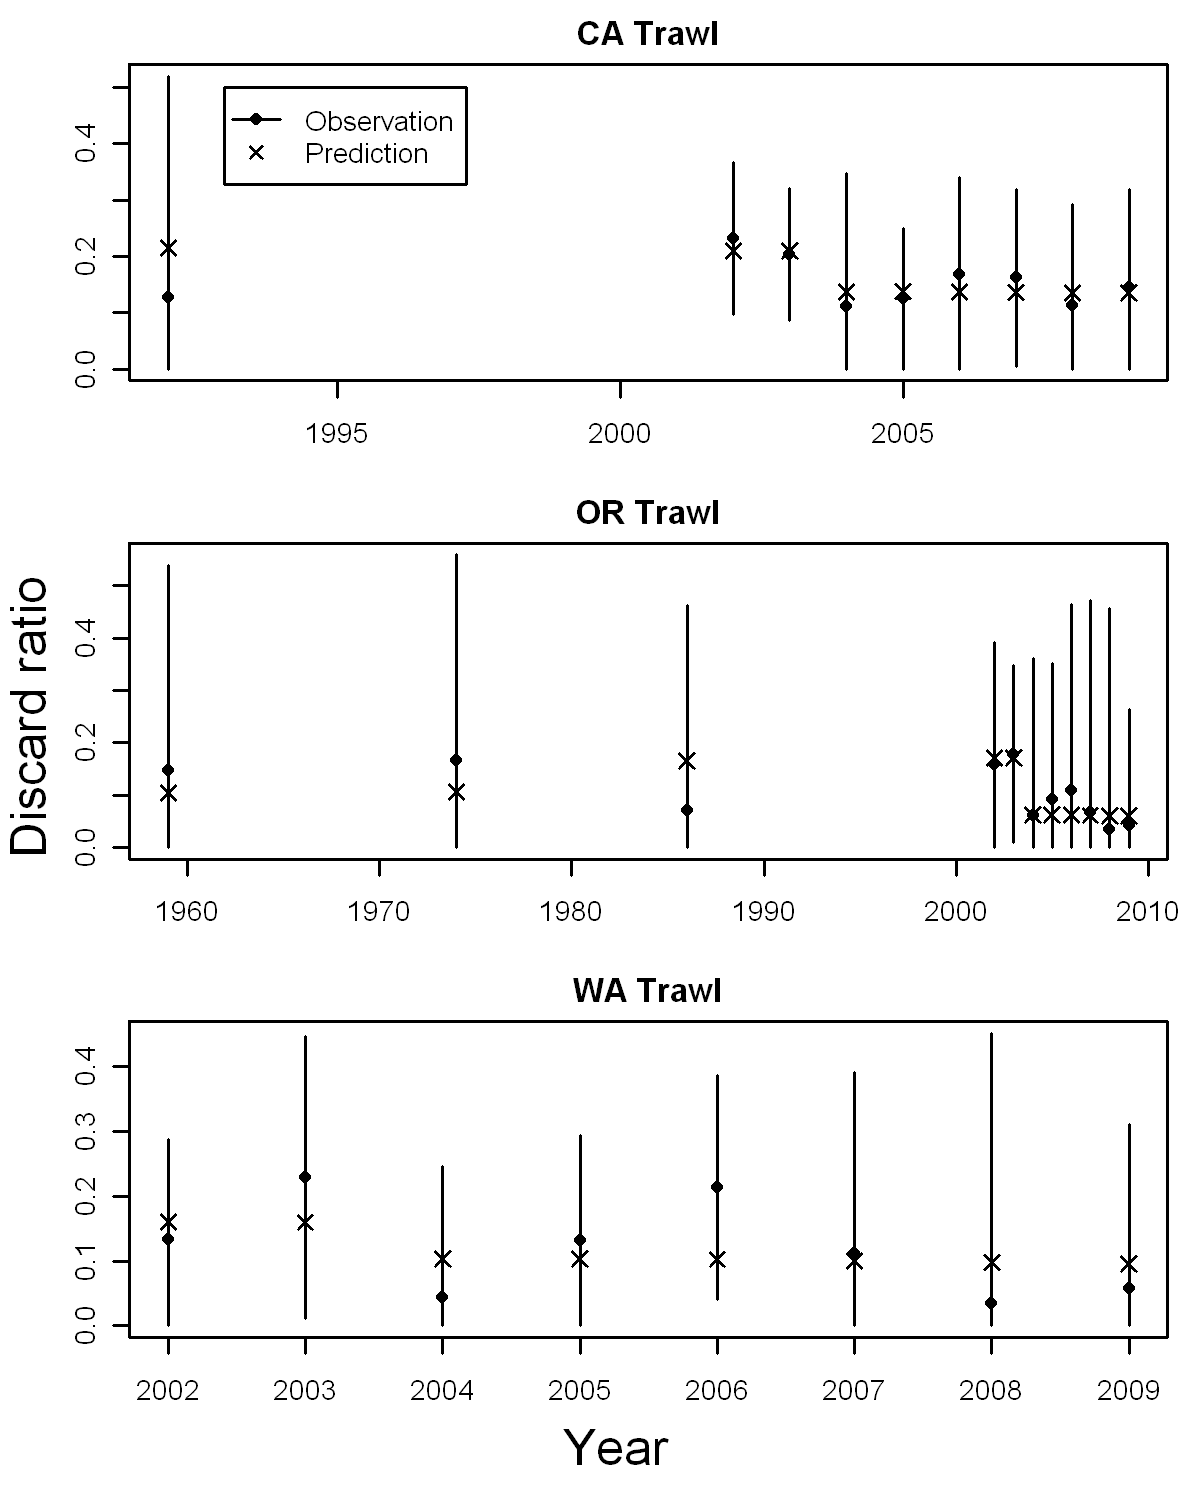 CA Trawl
Observation
Prediction
0.4
0.2
0.0
1995 2000 2005
OR Trawl
Discard ratio
0.4
0.2
0.0
1960 1970 1980 1990 2000 2010
WA Trawl
0.4
0.3
0.2
0.1
0.0
2002 2003 2004 2005 2006 2007 2008 2009
Year